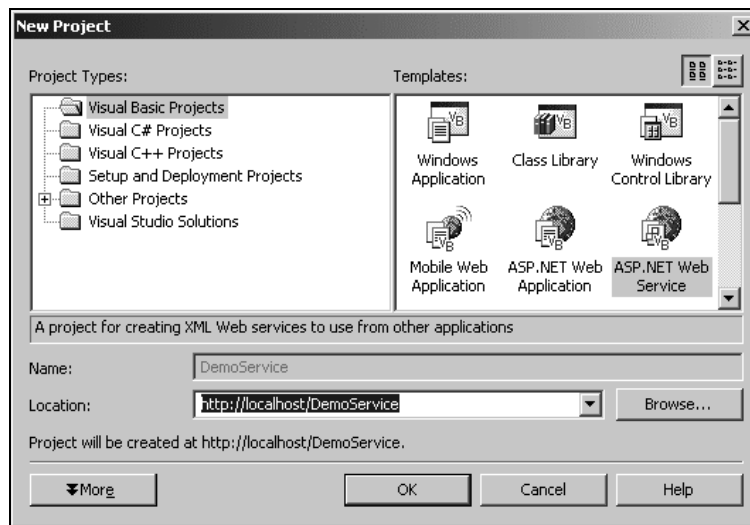 New Project
Project Types:
Templates:
Visual Basic Projects
Visual C# Projects
Visual C++ Projects
Setup and Deployment Projects
Other Projects
Visual Studio Solutions
Windows
Application
Class Library
Windows
Control Library
Mobile Web
Application
ASP.NET Web
Application
ASP.NET Web
Service
A project for creating XML Web services to use from other applications
Name:
DemoService
Location:
http://localhost/DemoService
Browse...
Project will be created at http://localhost/DemoService.
More
OK
Cancel
Help